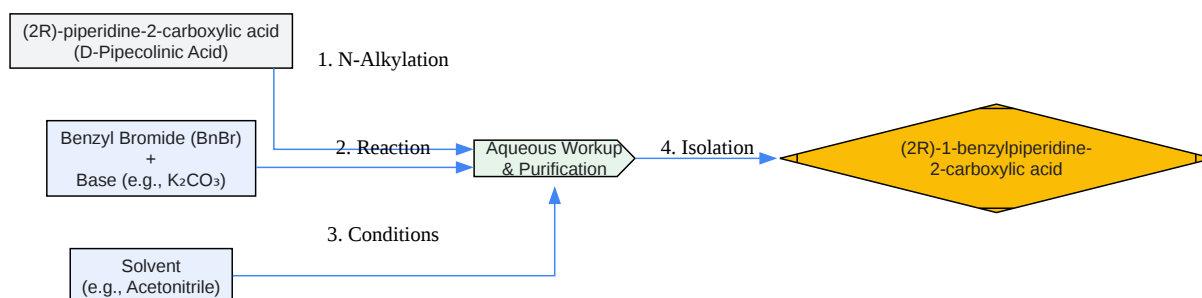 (2R)-piperidine-2-carboxylic acid
(D-Pipecolinic Acid)
1. N-Alkylation
Benzyl Bromide (BnBr)
+
Base (e.g., K₂CO₃)
2. Reaction
Aqueous Workup
& Purification
4. Isolation
(2R)-1-benzylpiperidine-
2-carboxylic acid
3. Conditions
Solvent
(e.g., Acetonitrile)